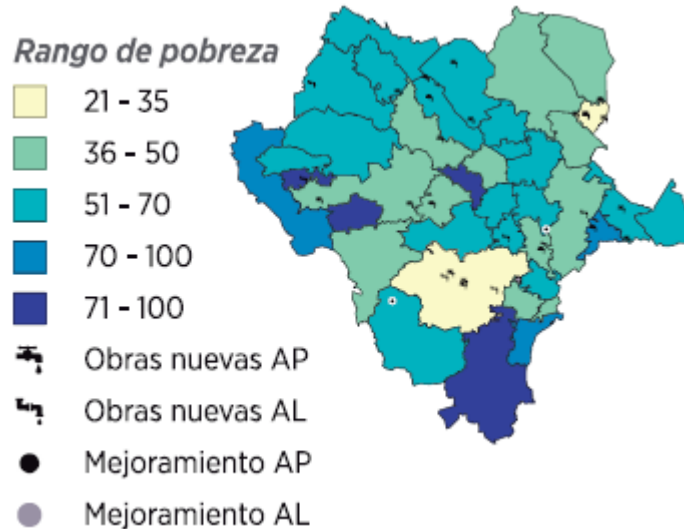 Rango de pobreza
21 - 35
36 - 50
51 - 70
70 - 100
71 - 100
Obras nuevas AP
Obras nuevas AL
Mejoramiento AP
Mejoramiento AL